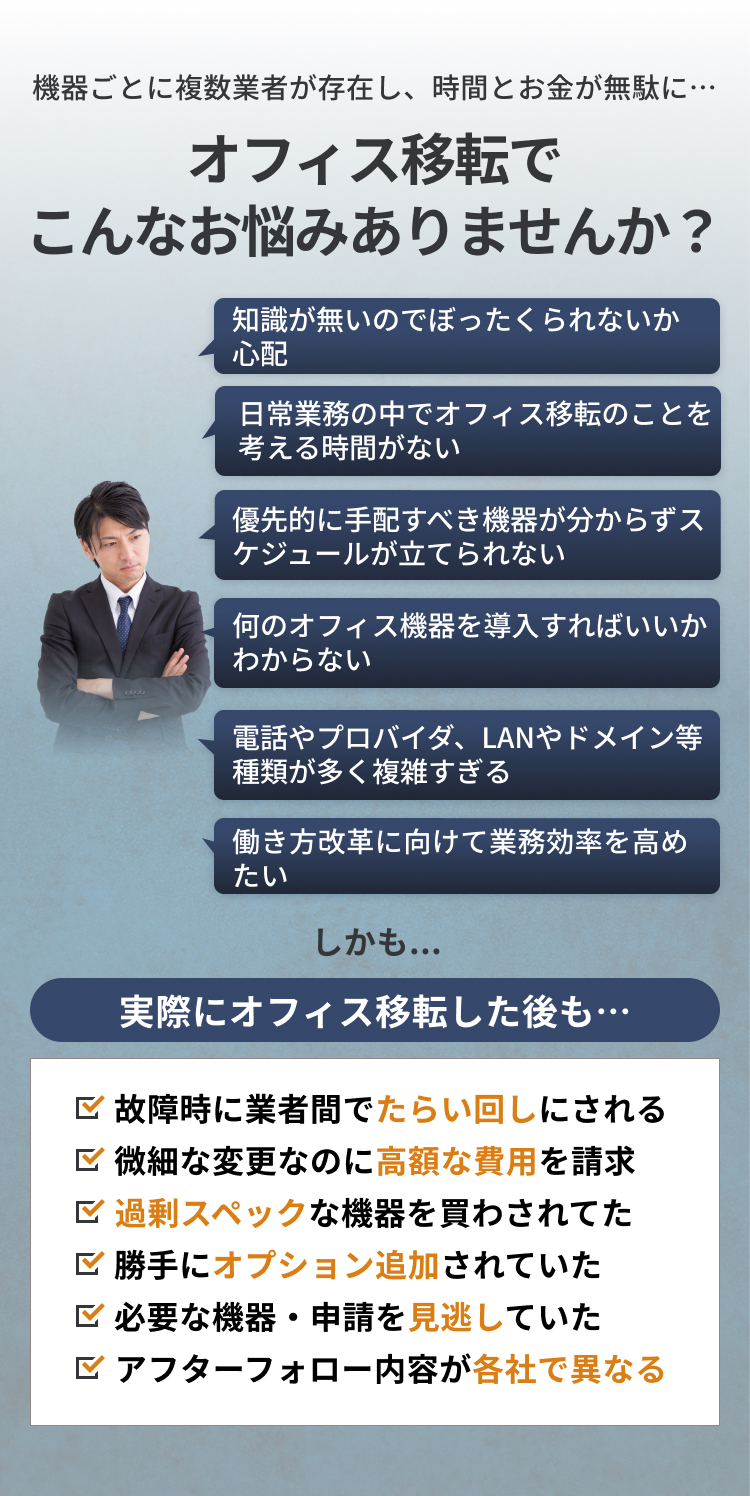 機器ごとに複数業者が存在し、時間とお金が無駄に…
オフィス移転で
こんなお悩みありませんか？
知識が無いのでぼったくられないか
心配
日常業務の中でオフィス移転のことを
考える時間がない
優先的に手配すべき機器が分からずス
ケジュールが立てられない
何のオフィス機器を導入すればいいか
わからない
電話やプロバイダ、LANやドメイン等
種類が多く複雑すぎる
働き方改革に向けて業務効率を高め
たい
しかも...
実際にオフィス移転した後も…
故障時に業者間でたらい回しにされる
微細な変更なのに高額な費用を請求
過剰スペックな機器を買わされてた
勝手にオプション追加されていた
必要な機器・申請を見逃していた
アフターフォロー内容が各社で異なる